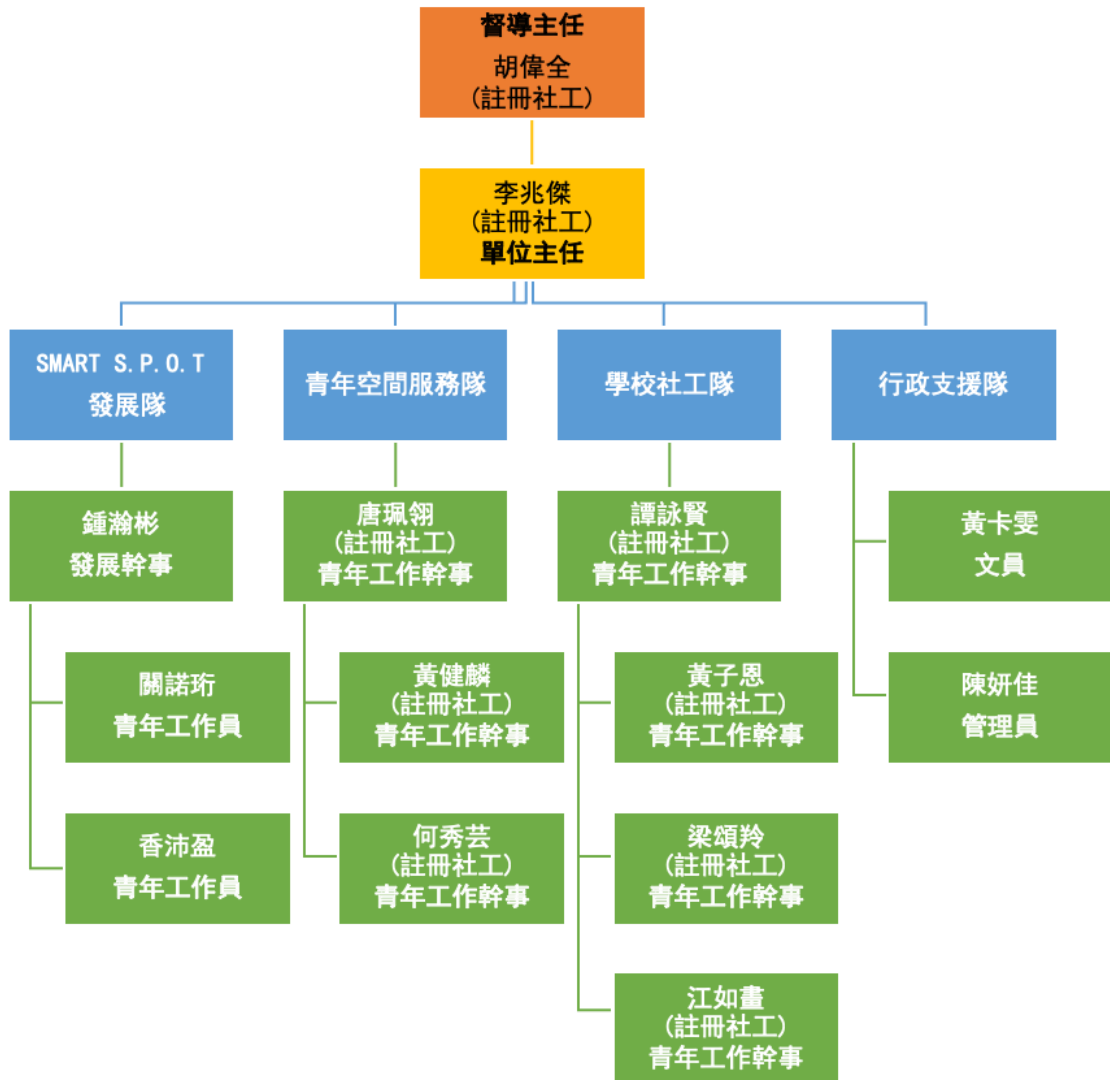 督導主任
胡偉全
(註冊社工)
李兆傑
(註冊社工)
單位主任
SMART S.P.O.T
發展隊
青年空間服務隊
學校社工隊
行政支援隊
鍾瀚彬
發展幹事
唐珮翎
(註冊社工)
青年工作幹事
譚詠賢
(註冊社工)
青年工作幹事
黃卡雯
文員
關諾珩
青年工作員
黃健麟
(註冊社工)
青年工作幹事
黃子恩
(註冊社工)
青年工作幹事
陳妍佳
管理員
香沛盈
青年工作員
何秀芸
(註冊社工)
青年工作幹事
梁頌羚
(註冊社工)
青年工作幹事
江如畫
(註冊社工)
青年工作幹事